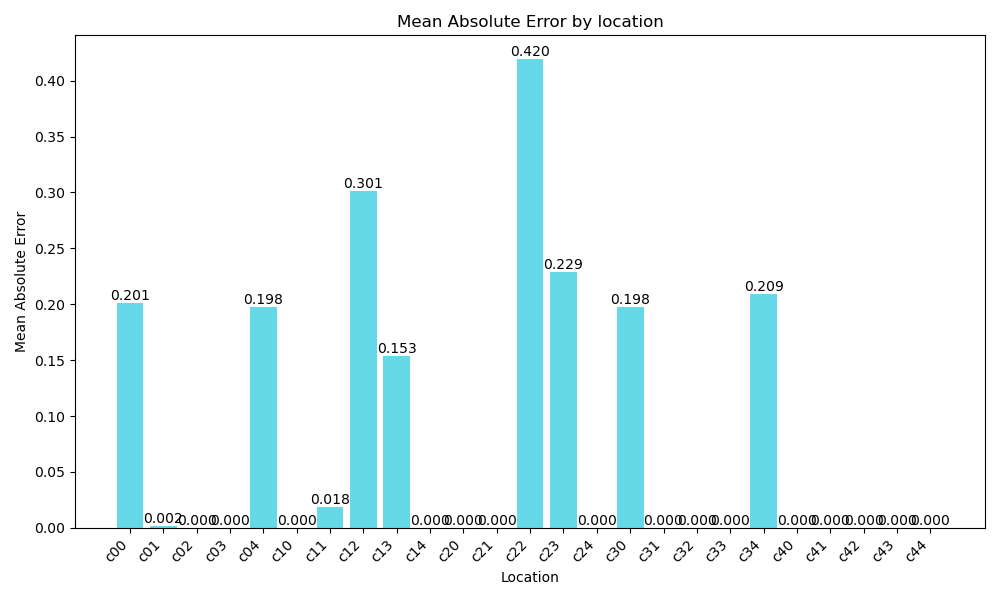 Mean Absolute Error by location
Mean Absolute Error
0.40
0.35
0.30
0.25
0.20
0.15
0.10
0.05
0.00
0.201
0.002
0.000
0.000
0.198
0.000
0.018
0.301
0.153
0.000
0.000
0.000
0.420
0.229
0.000
0.198
0.000
0.000
0.000
0.209
0.000
0.000
0.000
0.000
0.000
c00
c01
c02
c03
c04
c10
c11
c12
c13
c14
c20
c21
c22
c23
c24
c30
c31
c32
c33
c34
c40
c41
c42
c43
c44
Location